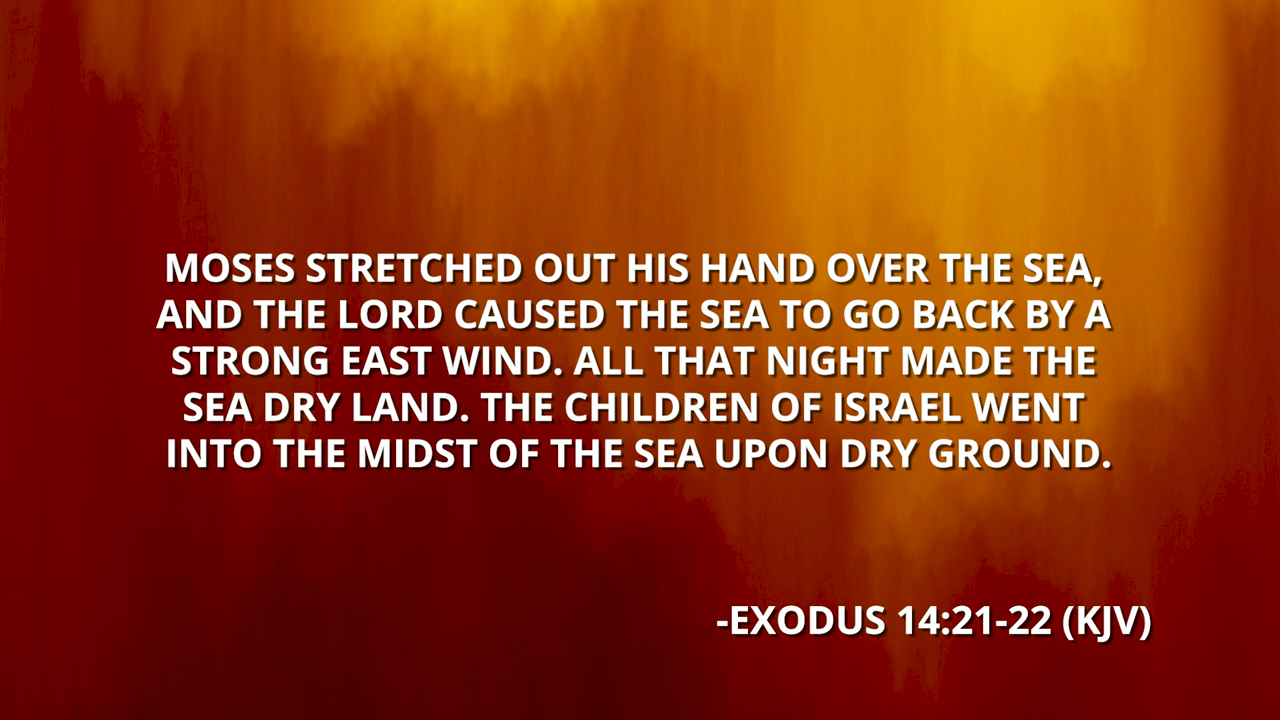 MOSES STRETCHED OUT HIS HAND OVER THE SEA,
AND THE LORD CAUSED THE SEA TO GO BACK BY A
STRONG EAST WIND. ALL THAT NIGHT MADE THE
SEA DRY LAND. THE CHILDREN OF ISRAEL WENT
INTO THE MIDST OF THE SEA UPON DRY GROUND.
-EXODUS 14:21-22 (KJV)